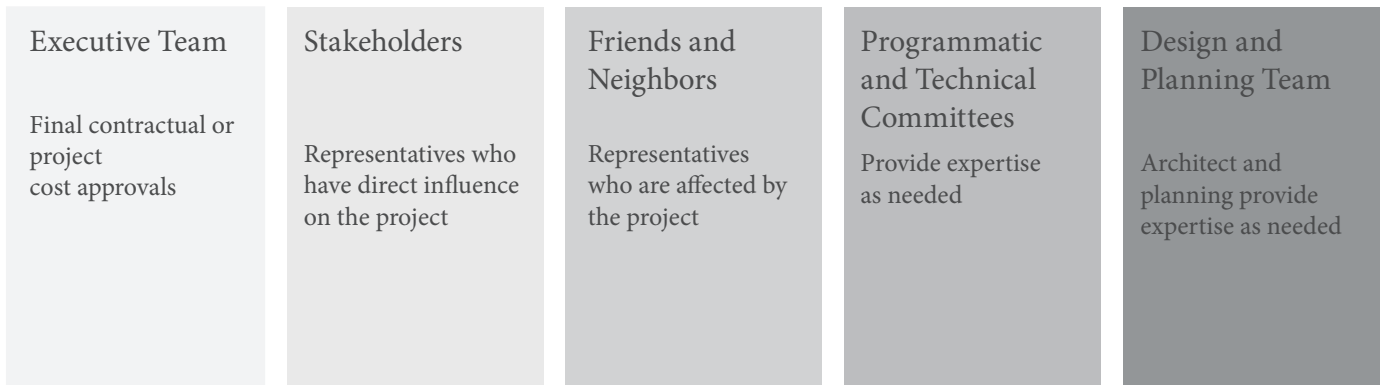 Executive Team
Final contractual or
project
cost approvals
Stakeholders
Representatives who
have direct influence
on the project
Friends and
Neighbors
Representatives
who are affected by
the project
Programmatic
and Technical
Committees
Provide expertise
as needed
Design and
Planning Team
Architect and
planning provide
expertise as needed